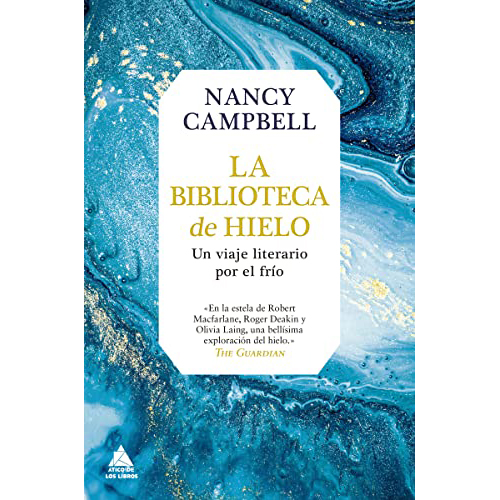 NANCY
CAMPBELL
LA
BIBLIOTECA
de HIELO
Un viaje literario
por el frío
«En la estela de Robert
Macfarlane, Roger Deakin y
Olivia Laing, una bellísima
exploración del hielo.»
THE GUARDIAN
ÁTICO DE
LOS LIBROS